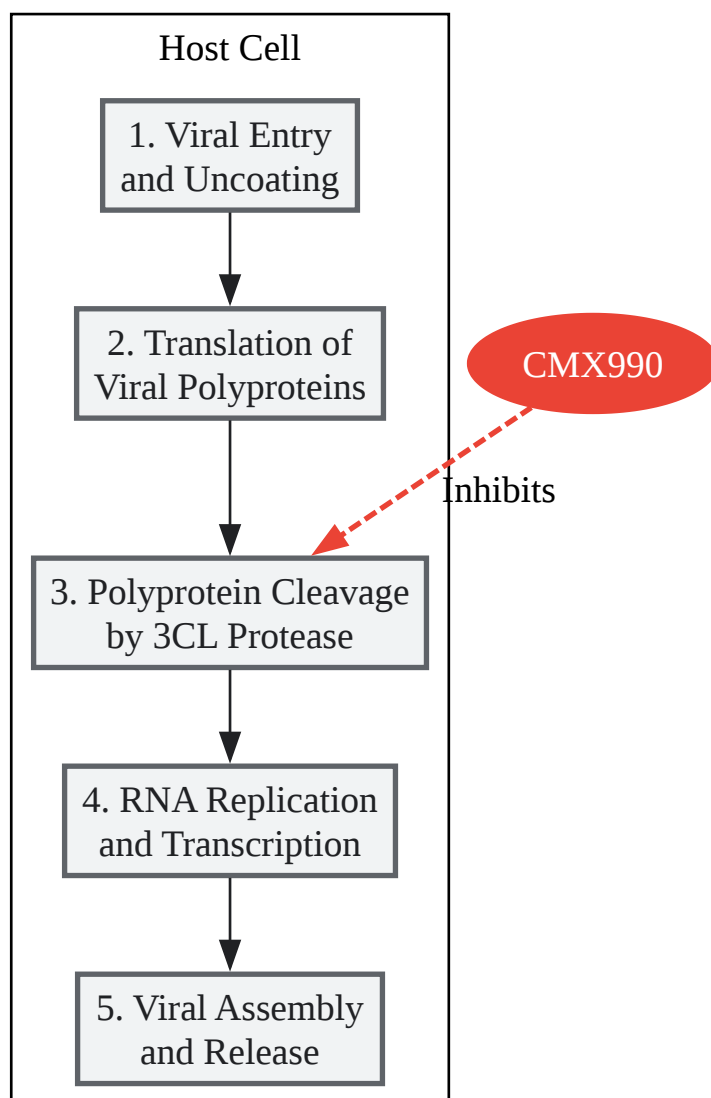 Host Cell
1. Viral Entry
and Uncoating
2. Translation of
Viral Polyproteins
CMX990
Inhibits
3. Polyprotein Cleavage
by 3CL Protease
4. RNA Replication
and Transcription
5. Viral Assembly
and Release